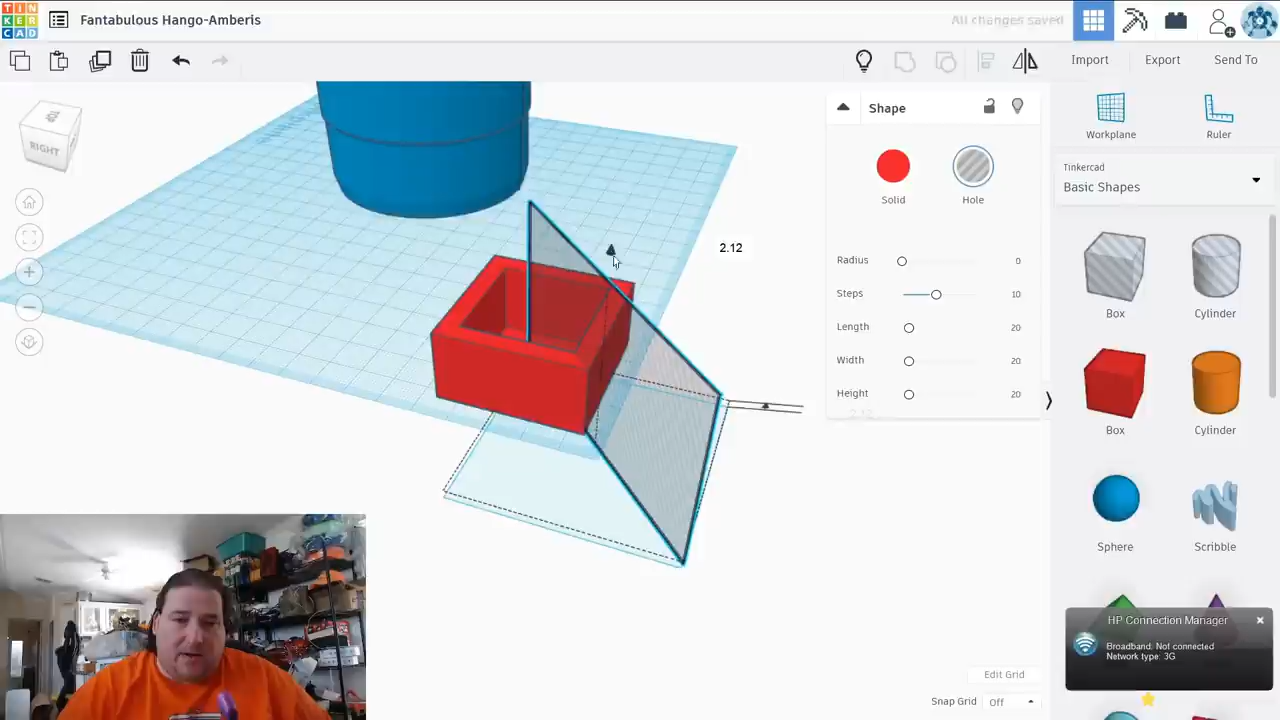 TIN
KER
CAD
Fantabulous Hango-Amberis
All changes saved
Import
Export
Send To
TOP
RIGHT
Shape
Solid
Hole
Radius
0
Steps
10
Length
20
Width
20
Height
20
Workplane
Ruler
Tinkercad
Basic Shapes
Box
Cylinder
Box
Cylinder
Sphere
Scribble
2.12
HP Connection Manager
Broadband: Not connected
Network type: 3G
Edit Grid
Snap Grid
Off